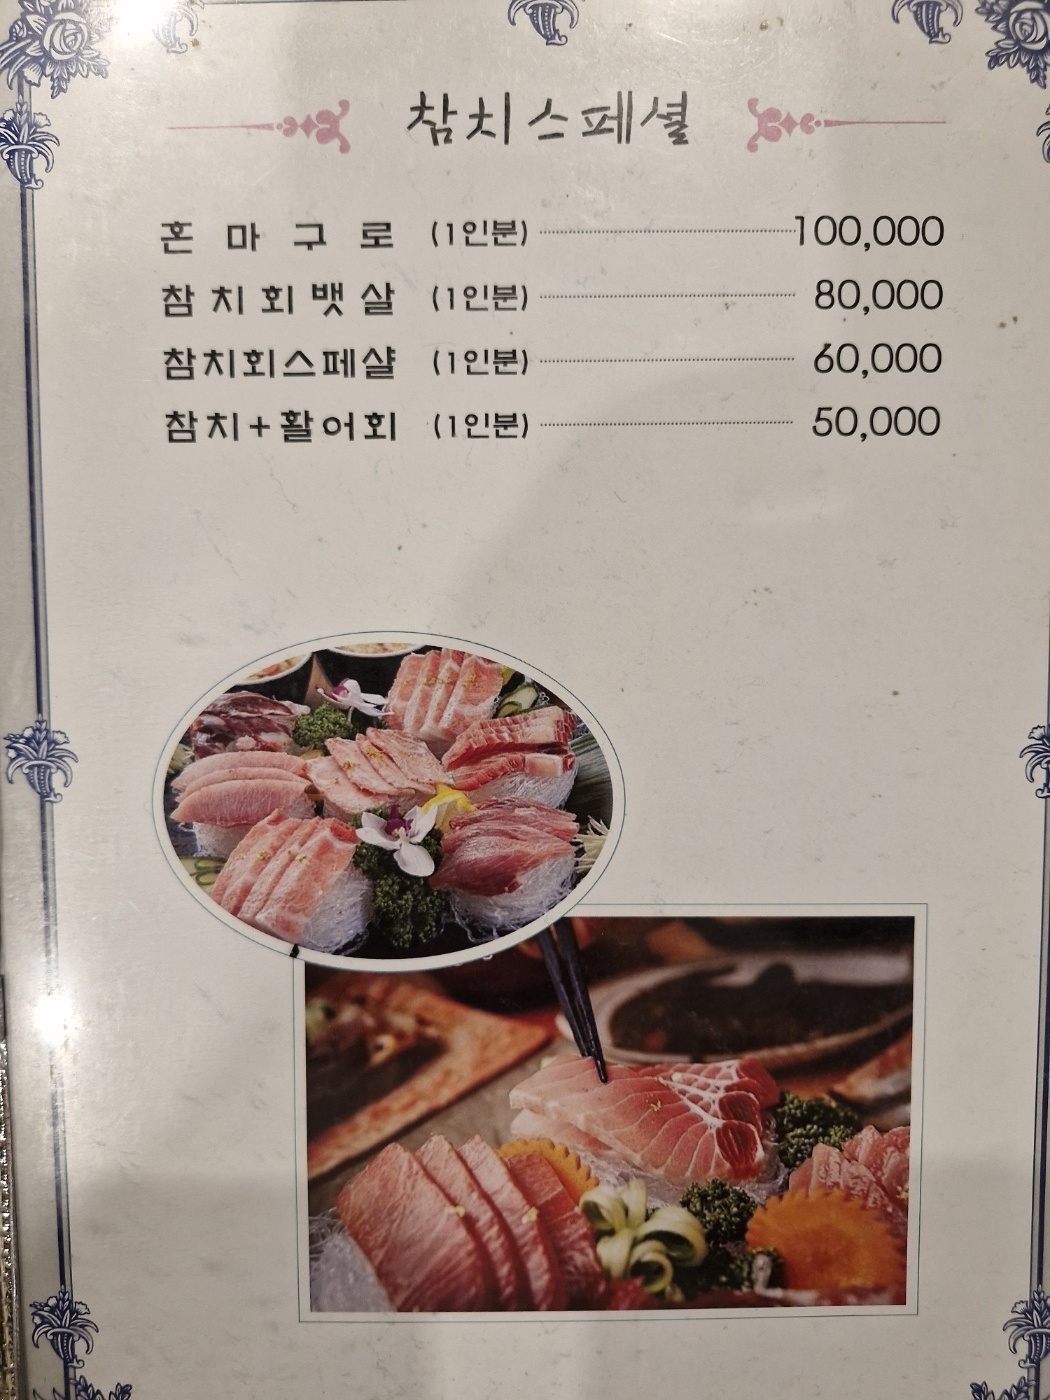 참치스페셜
혼마구로 (1인분) 100,000
참치회뱃살 (1인분) 80,000
참치회스페샬 (1인분) 60,000
참치+활어회 (1인분) 50,000